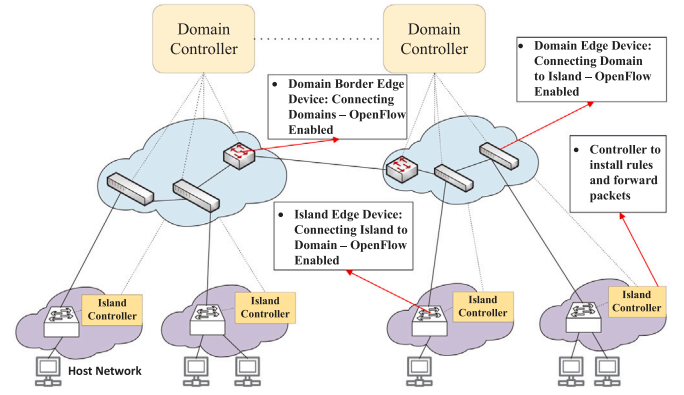 Domain
Controller
Domain
Controller
• Domain Border Edge
Device: Connecting
Domains – OpenFlow
Enabled
• Domain Edge Device:
Connecting Domain
to Island – OpenFlow
Enabled
• Controller to
install rules
and forward
packets
• Island Edge Device:
Connecting Island to
Domain – OpenFlow
Enabled
Island
Controller
Island
Controller
Island
Controller
Island
Controller
Host Network